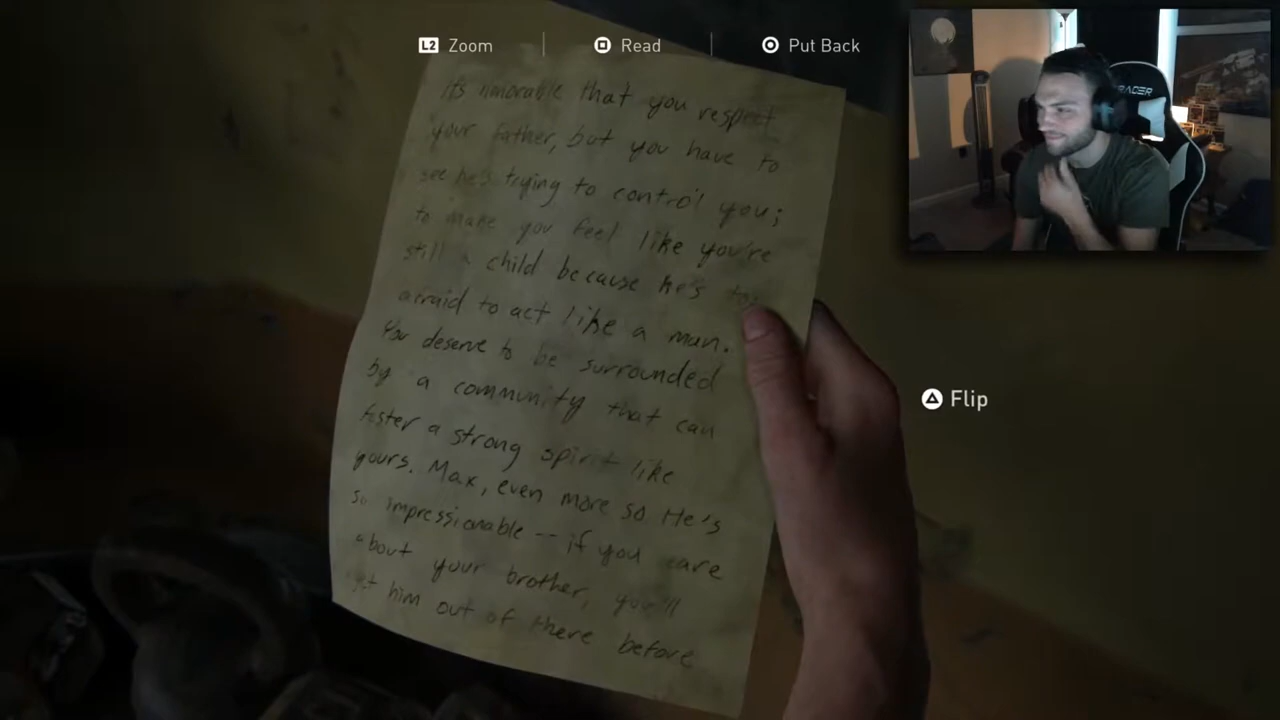 L2 Zoom
Read
Put Back
it's honorable that you respect
your father, but you have to
see he's trying to control you;
to make you feel like you're
still a child because he's too
afraid to act like a man.
You deserve to be surrounded
by a community that can
foster a strong spirit like
yours. Max, even more so He's
so impressionable -- if you care
about your brother, you'll
get him out of there before
Flip
RACER